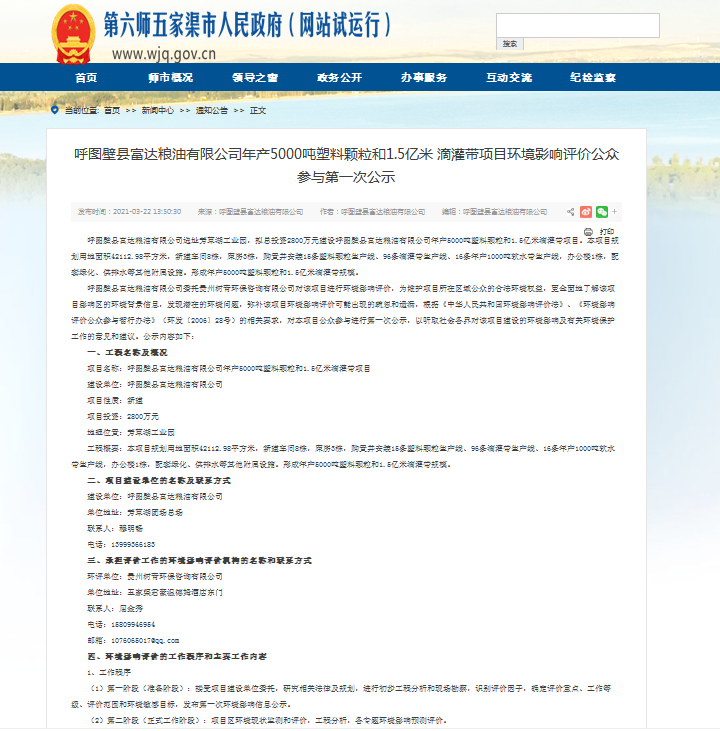 第六师五家渠市人民政府（网站试运行）
www.wjq.gov.cn
搜索
首页 师市概况 领导之窗 政务公开 办事服务 互动交流 纪检监察
当前位置: 首页 >> 新闻中心 >> 通知公告 >> 正文
呼图壁县富达粮油有限公司年产5000吨塑料颗粒和1.5亿米 滴灌带项目环境影响评价公众
参与第一次公示
发布时间：2021-03-22 13:30:30 来源：呼图壁县富达粮油有限公司 作者：呼图壁县富达粮油有限公司 编辑：呼图壁县富达粮油有限公司
打印
呼图壁县富达粮油有限公司选址芳草湖工业园，拟总投资2800万元建设呼图壁县富达粮油有限公司年产5000吨塑料颗粒和1.5亿米滴灌带项目。本项目规
划用地面积42112.98平方米，新建车间8栋，库房3栋，购置并安装15条塑料颗粒生产线、96条滴灌带生产线、16条年产1000吨软水带生产线，办公楼1栋，配
套绿化、供排水等其他附属设施。形成年产5000吨塑料颗粒和1.5亿米滴灌带规模。
呼图壁县富达粮油有限公司委托贵州树青环保咨询有限公司对该项目进行环境影响评价，为维护项目所在区域公众的合法环境权益，更全面地了解该项
目影响区的环境背景信息，发现潜在的环境问题，弥补该项目环境影响评价可能出现的疏忽和遗漏，根据《中华人民共和国环境影响评价法》、《环境影响
评价公众参与暂行办法》（环发〔2006〕28号）的相关要求，对本项目公众参与进行第一次公示，以听取社会各界对该项目建设的环境影响及有关环境保护
工作的意见和建议。公示内容如下：
一、工程名称及概况
项目名称：呼图壁县富达粮油有限公司年产5000吨塑料颗粒和1.5亿米滴灌带项目
建设单位：呼图壁县富达粮油有限公司
项目性质：新建
项目投资：2800万元
地理位置：芳草湖工业园
工程概要：本项目规划用地面积42112.98平方米，新建车间8栋，库房3栋，购置并安装15条塑料颗粒生产线、96条滴灌带生产线、16条年产1000吨软水
带生产线，办公楼1栋，配套绿化、供排水等其他附属设施。形成年产5000吨塑料颗粒和1.5亿米滴灌带规模。
二、项目建设单位的名称及联系方式
建设单位：呼图壁县富达粮油有限公司
单位地址：芳草湖团场总场
联系人：穆明畅
电话：13999366183
三、承担评价工作的环境影响评价机构的名称和联系方式
环评单位：贵州树青环保咨询有限公司
单位地址：五家渠宏豪温德姆酒店东门
联系人：居金秀
电话：15809946954
邮箱：1076065017@qq.com
四、环境影响评价的工作程序和主要工作内容
1、工作程序
（1）第一阶段（准备阶段）：接受项目建设单位委托，研究相关法律及规划，进行初步工程分析和现场勘察，识别评价因子，确定评价重点、工作等
级、评价范围和环境敏感目标，发布第一次环境影响信息公示。
（2）第二阶段（正式工作阶段）：项目区环境现状监测和评价，工程分析，各专题环境影响预测评价。